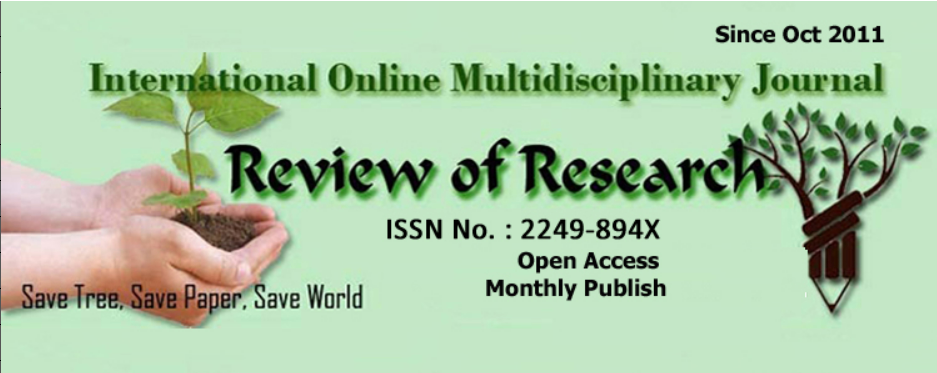 Since Oct 2011
International Online Multidisciplinary Journal
Review of Research
ISSN No. : 2249-894X
Open Access
Monthly Publish
Save Tree, Save Paper, Save World